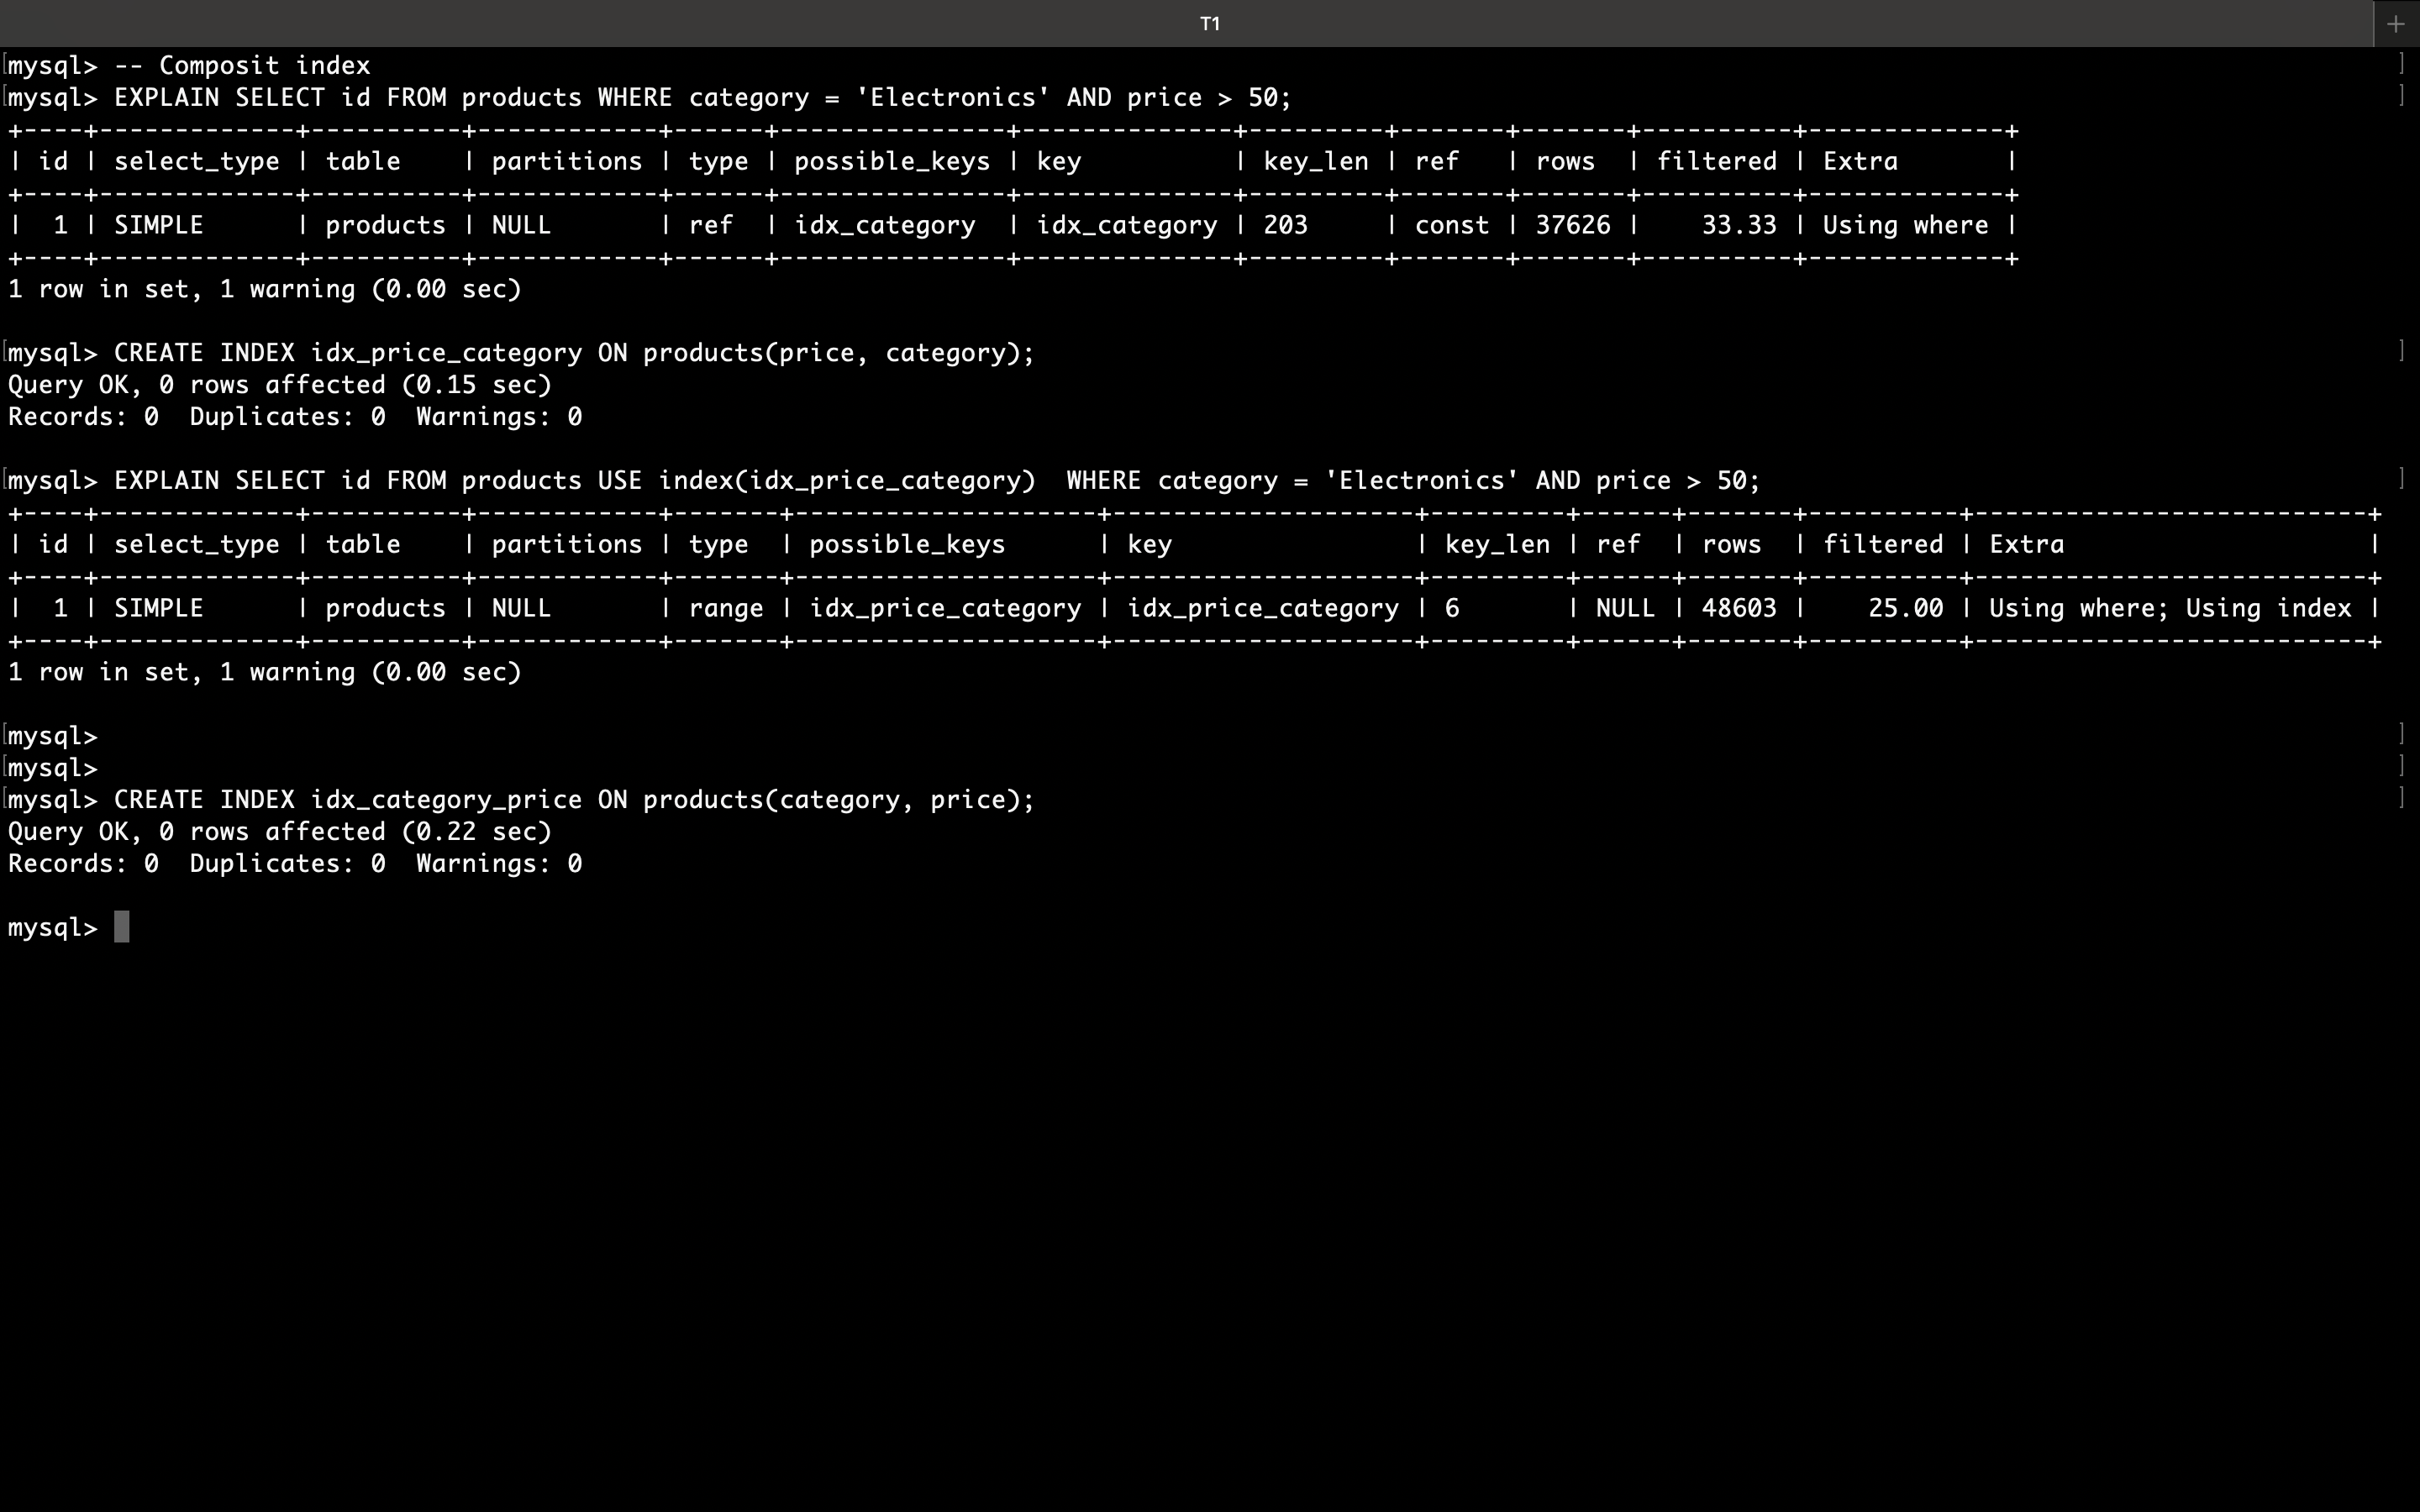 T1
mysql> -- Composit index
mysql> EXPLAIN SELECT id FROM products WHERE category = 'Electronics' AND price > 50;
+----+-------------+----------+------------+------+---------------+--------------+---------+-------+-------+----------+-------------+
| id | select_type | table    | partitions | type | possible_keys | key          | key_len | ref   | rows  | filtered | Extra       |
+----+-------------+----------+------------+------+---------------+--------------+---------+-------+-------+----------+-------------+
|  1 | SIMPLE      | products | NULL       | ref  | idx_category  | idx_category | 203     | const | 37626 |    33.33 | Using where |
+----+-------------+----------+------------+------+---------------+--------------+---------+-------+-------+----------+-------------+
1 row in set, 1 warning (0.00 sec)

mysql> CREATE INDEX idx_price_category ON products(price, category);
Query OK, 0 rows affected (0.15 sec)
Records: 0  Duplicates: 0  Warnings: 0

mysql> EXPLAIN SELECT id FROM products USE index(idx_price_category)  WHERE category = 'Electronics' AND price > 50;
+----+-------------+----------+------------+-------+--------------------+--------------------+---------+------+-------+----------+--------------------------+
| id | select_type | table    | partitions | type  | possible_keys      | key                | key_len | ref  | rows  | filtered | Extra                    |
+----+-------------+----------+------------+-------+--------------------+--------------------+---------+------+-------+----------+--------------------------+
|  1 | SIMPLE      | products | NULL       | range | idx_price_category | idx_price_category | 6       | NULL | 48603 |    25.00 | Using where; Using index |
+----+-------------+----------+------------+-------+--------------------+--------------------+---------+------+-------+----------+--------------------------+
1 row in set, 1 warning (0.00 sec)

mysql>
mysql>
mysql> CREATE INDEX idx_category_price ON products(category, price);
Query OK, 0 rows affected (0.22 sec)
Records: 0  Duplicates: 0  Warnings: 0

mysql>